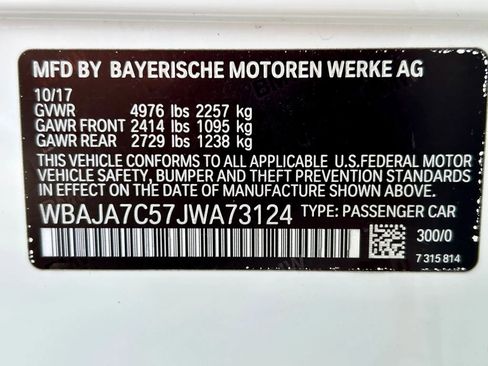 MFD BY BAYERISCHE MOTOREN WERKE AG
10/17
GVWR 4976 lbs 2257 kg
GAWR FRONT 2414 lbs 1095 kg
GAWR REAR 2729 lbs 1238 kg
THIS VEHICLE CONFORMS TO ALL APPLICABLE U.S.FEDERAL MOTOR
VEHICLE SAFETY, BUMPER AND THEFT PREVENTION STANDARDS
IN EFFECT ON THE DATE OF MANUFACTURE SHOWN ABOVE.
WBAJA7C57JWA73124 TYPE: PASSENGER CAR
300/0
7 315 814